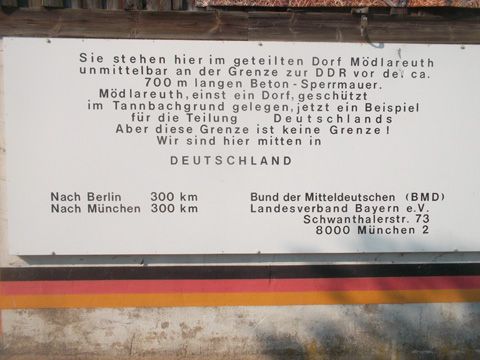 Sie stehen hier im geteilten Dorf Mödlareuth
unmittelbar an der Grenze zur DDR vor der ca.
700 m langen Beton-Sperrmauer.
Mödlareuth, einst ein Dorf, geschützt
im Tannbachgrund gelegen, jetzt ein Beispiel
für die Teilung Deutschlands
Aber diese Grenze ist keine Grenze!
Wir sind hier mitten in
DEUTSCHLAND
Nach Berlin 300 km
Nach München 300 km
Bund der Mitteldeutschen (BMD)
Landesverband Bayern e.V.
Schwanthalerstr. 73
8000 München 2